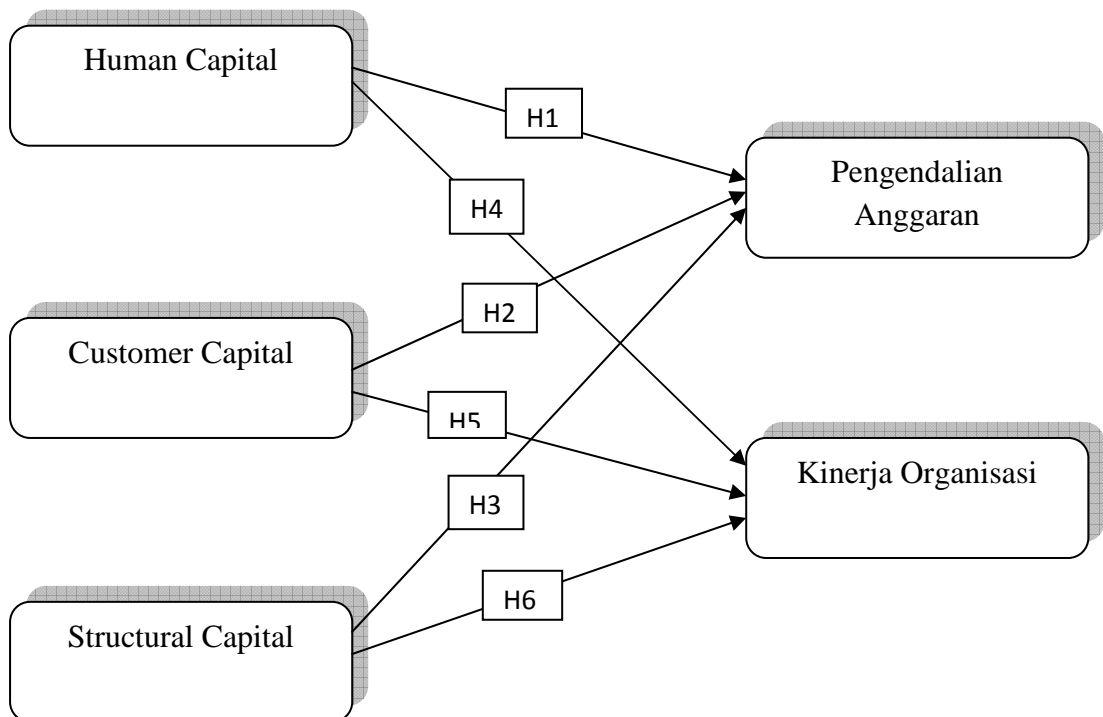 Human Capital
H1
Pengendalian
Anggaran
H4
H2
Customer Capital
H5
Kinerja Organisasi
H3
H6
Structural Capital